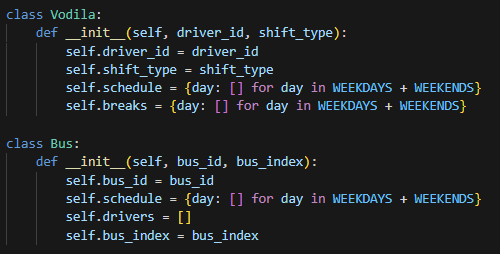 class Vodila:
    def __init__(self, driver_id, shift_type):
        self.driver_id = driver_id
        self.shift_type = shift_type
        self.schedule = {day: [] for day in WEEKDAYS + WEEKENDS}
        self.breaks = {day: [] for day in WEEKDAYS + WEEKENDS}
class Bus:
    def __init__(self, bus_id, bus_index):
        self.bus_id = bus_id
        self.schedule = {day: [] for day in WEEKDAYS + WEEKENDS}
        self.drivers = []
        self.bus_index = bus_index